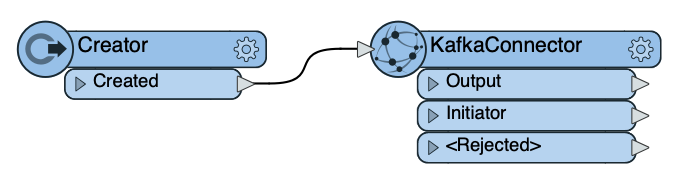 Creator
Created
KafkaConnector
Output
Initiator
<Rejected>